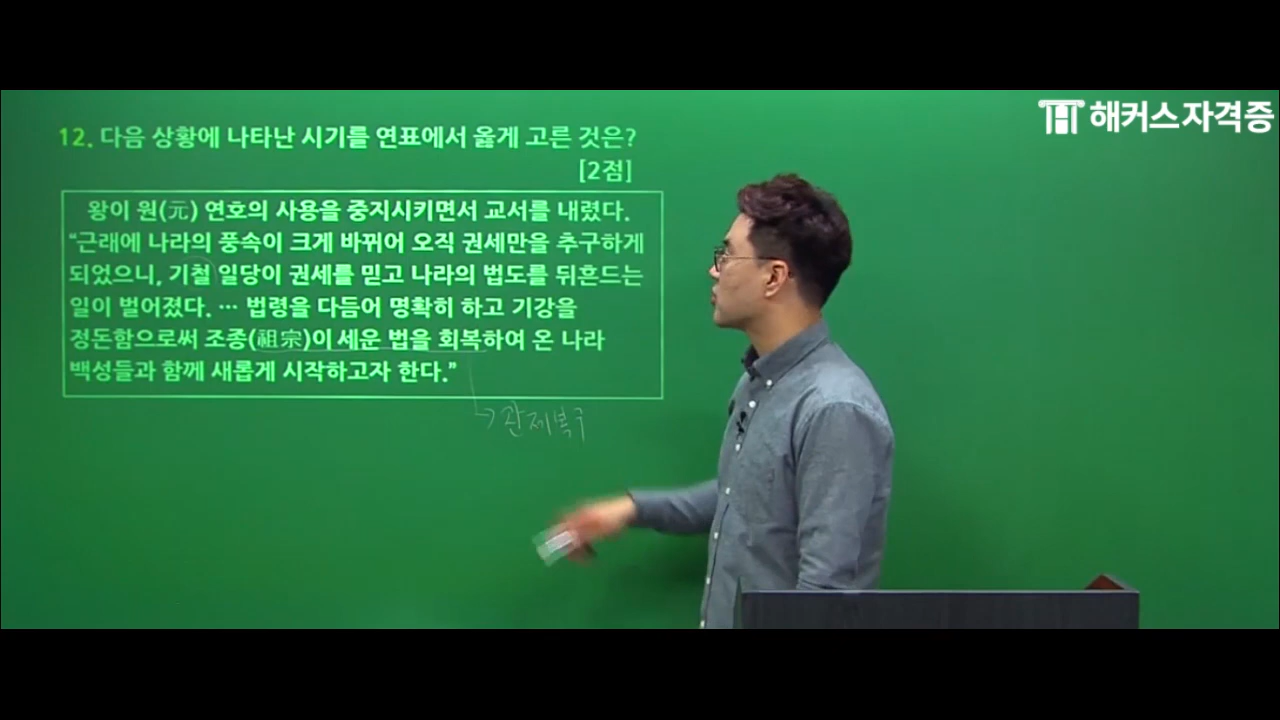 해커스자격증
12. 다음 상황에 나타난 시기를 연표에서 옳게 고른 것은?
[2점]
왕이 원(元) 연호의 사용을 중지시키면서 교서를 내렸다.
“근래에 나라의 풍속이 크게 바뀌어 오직 권세만을 추구하게
되었으니, 기철 일당이 권세를 믿고 나라의 법도를 뒤흔드는
일이 벌어졌다. … 법령을 다듬어 명확히 하고 기강을
정돈함으로써 조종(祖宗)이 세운 법을 회복하여 온 나라
백성들과 함께 새롭게 시작하고자 한다.”
관제복구